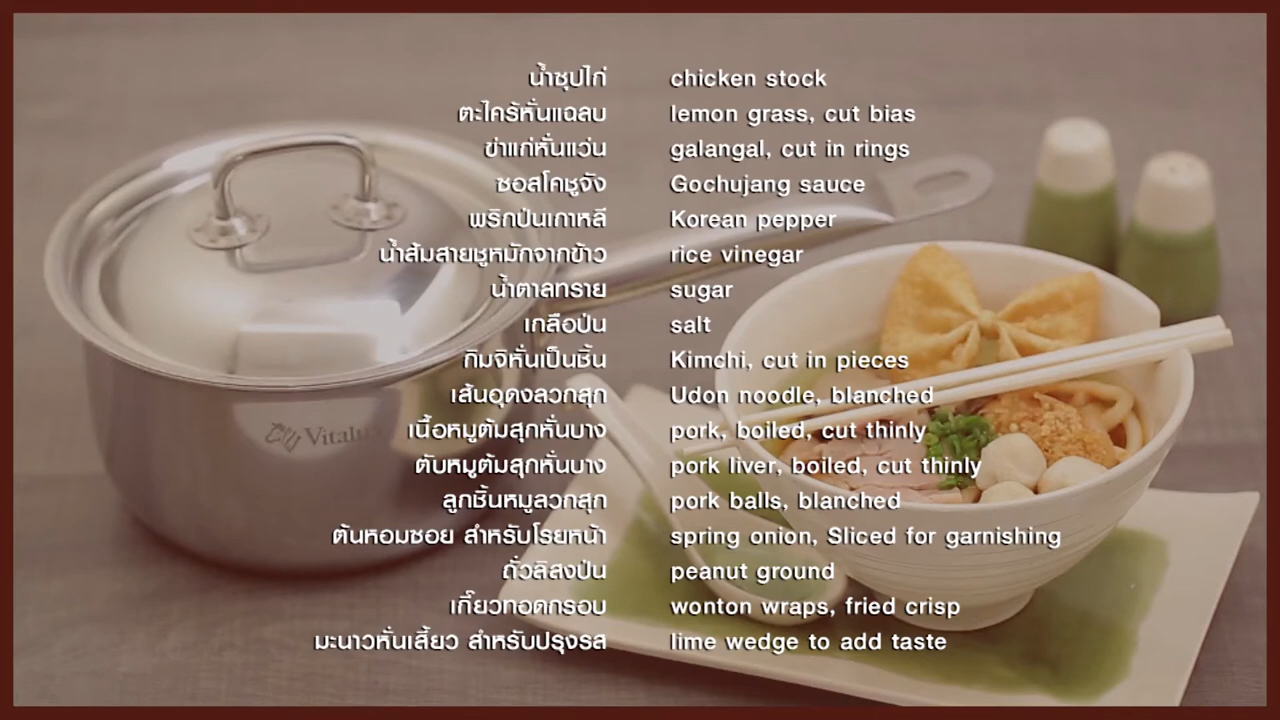 น้ำซุปไก่ chicken stock
ตะไคร้หั่นแฉลบ lemon grass, cut bias
ข่าแก่หั่นแว่น galangal, cut in rings
ซอสโคชูจัง Gochujang sauce
พริกป่นเกาหลี Korean pepper
น้ำส้มสายชูหมักจากข้าว rice vinegar
น้ำตาลทราย sugar
เกลือป่น salt
กิมจิหั่นเป็นชิ้น Kimchi, cut in pieces
เส้นอุดงลวกสุก Udon noodle, blanched
เนื้อหมูต้มสุกหั่นบาง pork, boiled, cut thinly
ตับหมูต้มสุกหั่นบาง pork liver, boiled, cut thinly
ลูกชิ้นหมูลวกสุก pork balls, blanched
ต้นหอมซอย สำหรับโรยหน้า spring onion, Sliced for garnishing
ถั่วลิสงป่น peanut ground
เกี๊ยวทอดกรอบ wonton wraps, fried crisp
มะนาวหั่นเสี้ยว สำหรับปรุงรส lime wedge to add taste